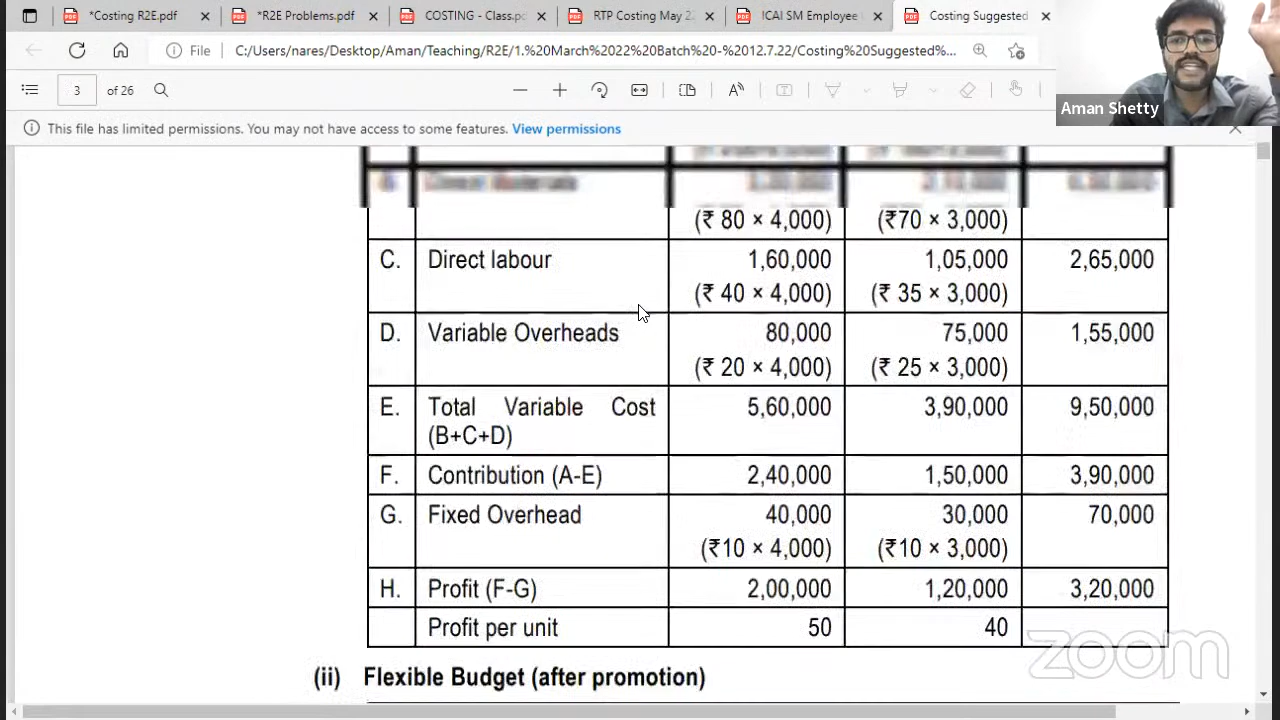 *Costing R2E.pdf
*R2E Problems.pdf
COSTING - Class.pc
RTP Costing May 2
ICAI SM Employee
Costing Suggested
File C:/Users/nares/Desktop/Aman/Teaching/R2E/1.%20March%2022%20Batch%20-%2012.7.22/Costing%20Suggested%...
3 of 26
Aman Shetty
This file has limited permissions. You may not have access to some features. View permissions
(₹ 80 × 4,000) (₹70 × 3,000)
C. Direct labour 1,60,000 1,05,000 2,65,000
(₹ 40 × 4,000) (₹ 35 × 3,000)
D. Variable Overheads 80,000 75,000 1,55,000
(₹ 20 × 4,000) (₹ 25 × 3,000)
E. Total Variable Cost 5,60,000 3,90,000 9,50,000
(B+C+D)
F. Contribution (A-E) 2,40,000 1,50,000 3,90,000
G. Fixed Overhead 40,000 30,000 70,000
(₹10 × 4,000) (₹10 × 3,000)
H. Profit (F-G) 2,00,000 1,20,000 3,20,000
Profit per unit 50 40
zoom
(ii) Flexible Budget (after promotion)